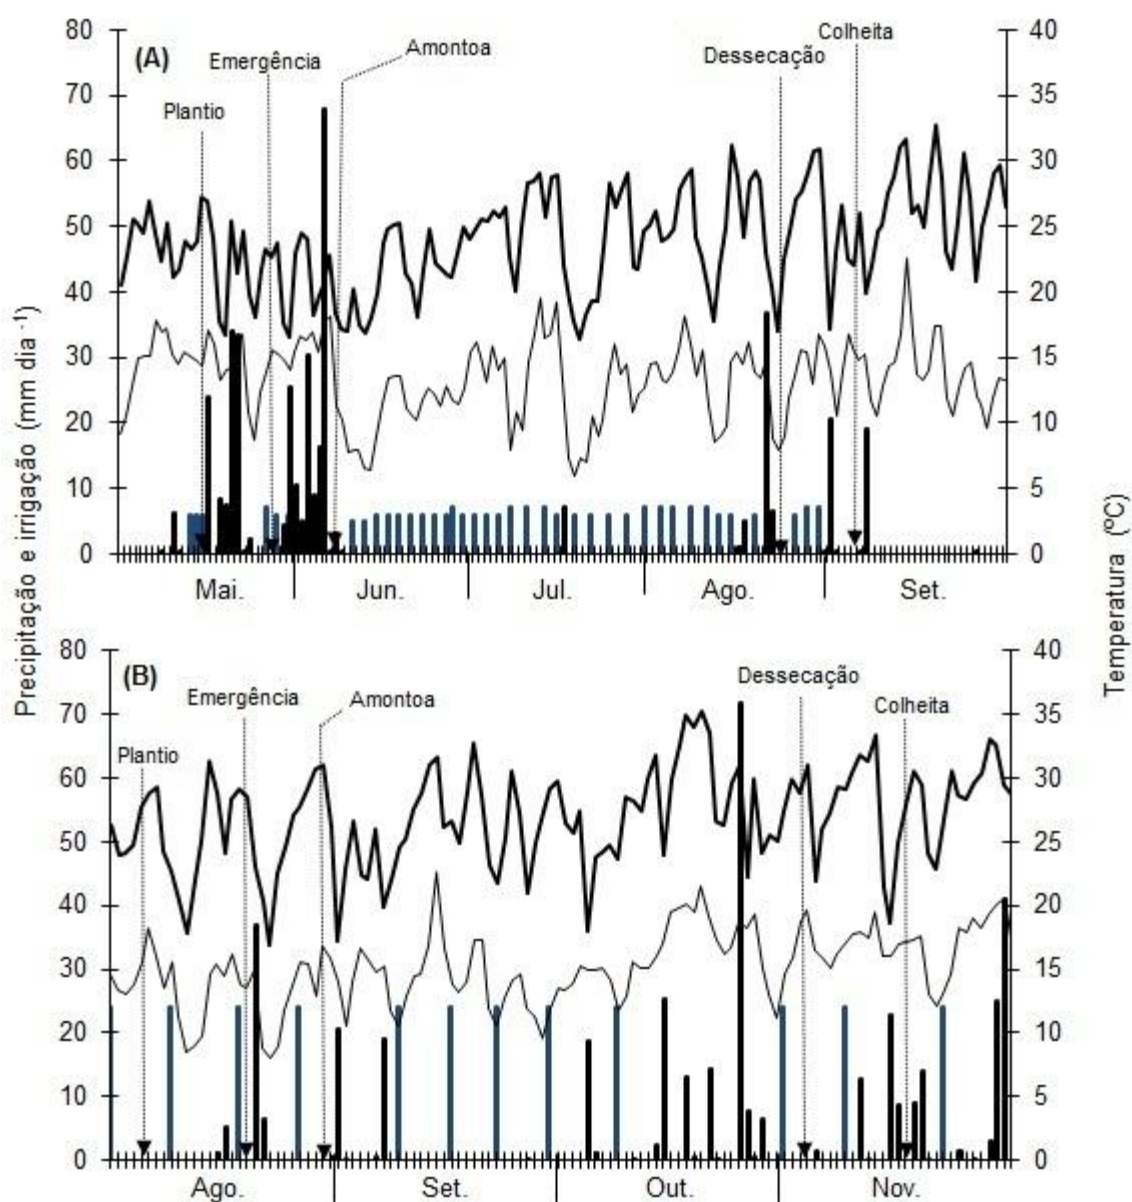 (A)
Plantio
Emergência
Amontoa
Dessecação
Colheita
80
70
60
50
40
30
20
10
0
40
35
30
25
20
15
10
5
0
Mai.
Jun.
Jul.
Ago.
Set.
Precipitação e irrigação (mm dia -1)
Temperatura (ºC)
(B)
Plantio
Emergência
Amontoa
Dessecação
Colheita
80
70
60
50
40
30
20
10
0
40
35
30
25
20
15
10
5
0
Ago.
Set.
Out.
Nov.